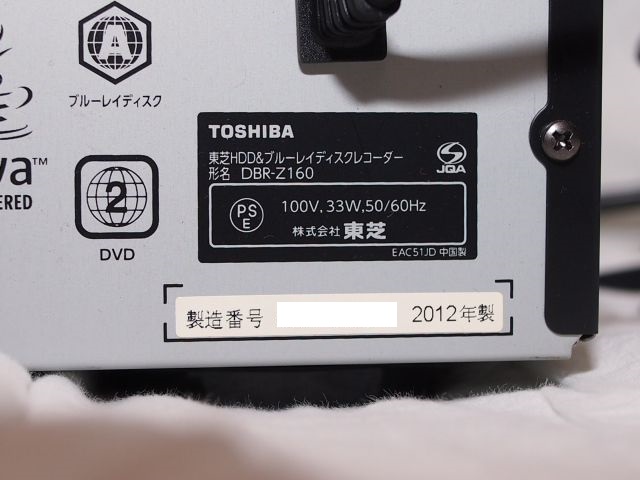 A
ブルーレイディスク
va™
ERED
2
DVD
TOSHIBA
東芝HDD&ブルーレイディスクレコーダー
形名 DBR-Z160
JQA
PS
E
100V, 33W, 50/60Hz
株式会社 東芝
EAC51JD 中国製
製造番号 2012年製